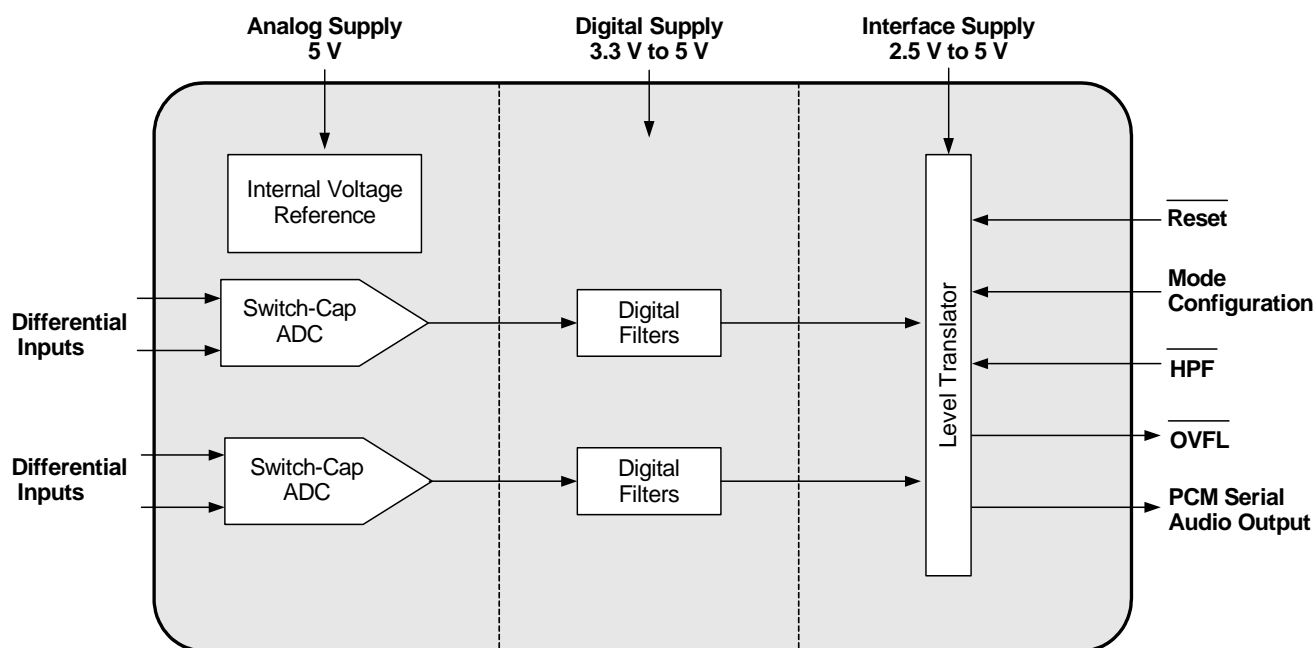 Analog Supply
5 V
Digital Supply
3.3 V to 5 V
Interface Supply
2.5 V to 5 V
Internal Voltage
Reference
Differential
Inputs
Switch-Cap
ADC
Digital
Filters
Differential
Inputs
Switch-Cap
ADC
Digital
Filters
Level Translator
Reset
Mode
Configuration
HPF
OVFL
PCM Serial
Audio Output